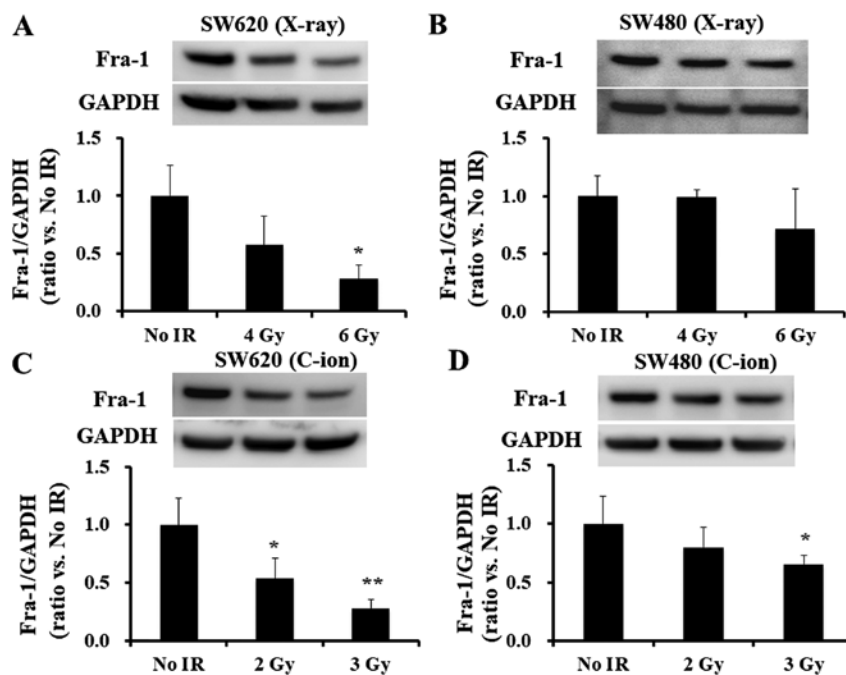 A
SW620 (X-ray)
Fra-1
GAPDH
Fra-1/GAPDH
(ratio vs. No IR)
1.5
1.0
0.5
0.0
*
No IR 4 Gy 6 Gy
B
SW480 (X-ray)
Fra-1
GAPDH
Fra-1/GAPDH
(ratio vs. No IR)
1.5
1.0
0.5
0.0
No IR 4 Gy 6 Gy
C
SW620 (C-ion)
Fra-1
GAPDH
Fra-1/GAPDH
(ratio vs. No IR)
1.5
1.0
0.5
0.0
*
**
No IR 2 Gy 3 Gy
D
SW480 (C-ion)
Fra-1
GAPDH
Fra-1/GAPDH
(ratio vs. No IR)
1.5
1.0
0.5
0.0
*
No IR 2 Gy 3 Gy